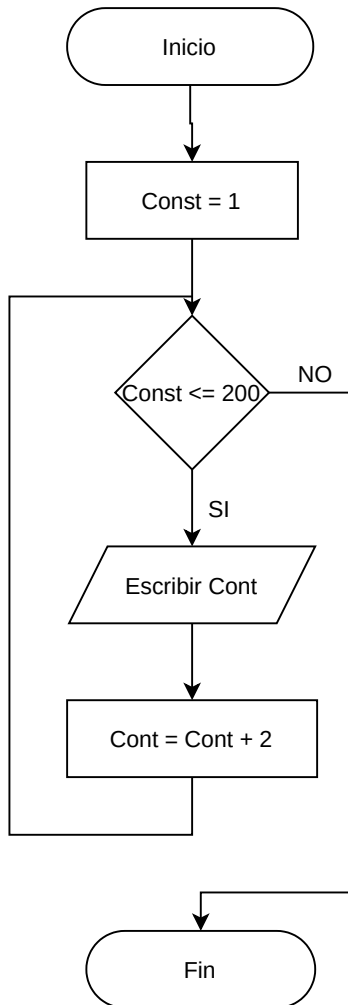 Inicio
Const = 1
Const <= 200
NO
SI
Escribir Cont
Cont = Cont + 2
Fin